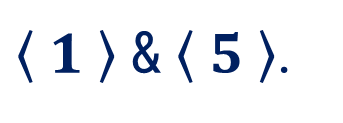 ⟨ 1 ⟩ & ⟨ 5 ⟩.